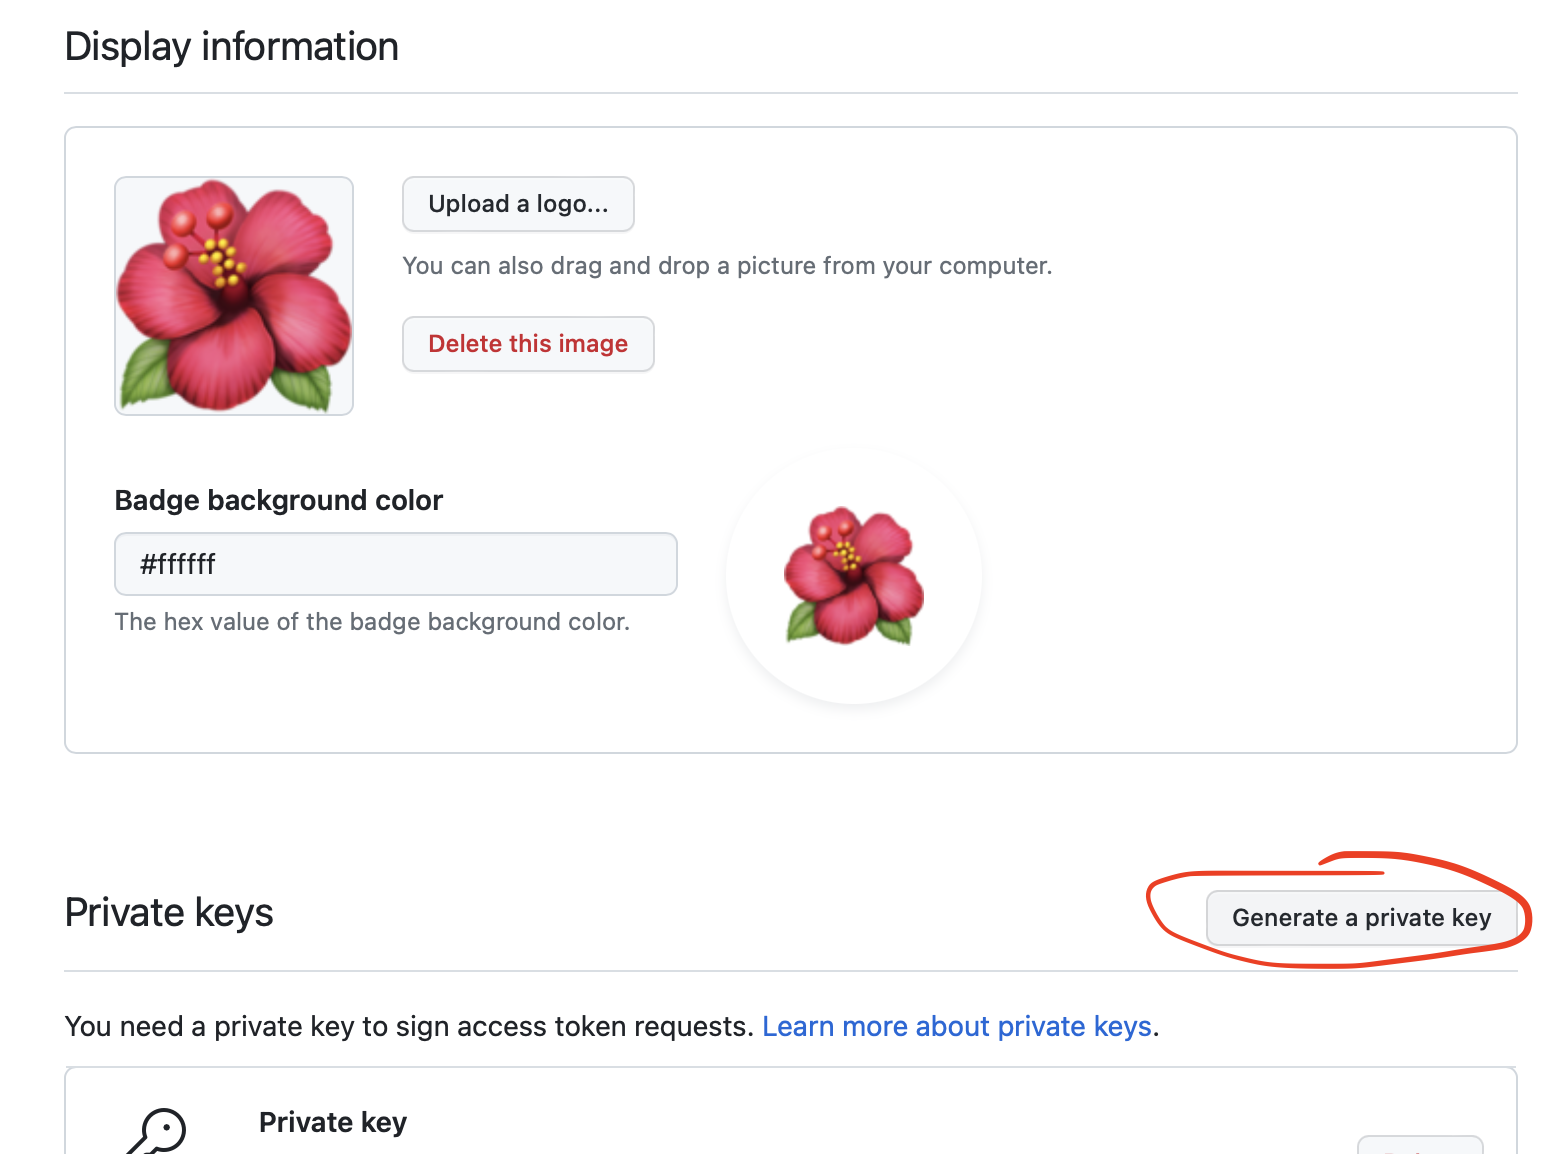 Display information
Upload a logo...
You can also drag and drop a picture from your computer.
Delete this image
Badge background color
#ffffff
The hex value of the badge background color.
Private keys
Generate a private key
You need a private key to sign access token requests. Learn more about private keys.
Private key